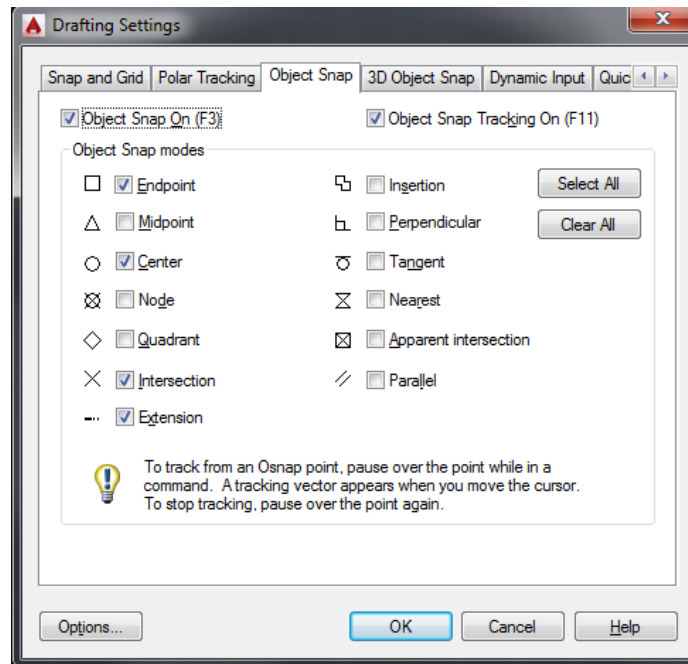 Drafting Settings
Snap and Grid Polar Tracking Object Snap 3D Object Snap Dynamic Input Quic
Object Snap On (F3) Object Snap Tracking On (F11)
Object Snap modes
Endpoint Insertion Select All
Midpoint Perpendicular Clear All
Center Tangent
Node Nearest
Quadrant Apparent intersection
Intersection Parallel
Extension
To track from an Osnap point, pause over the point while in a
command. A tracking vector appears when you move the cursor.
To stop tracking, pause over the point again.
Options... OK Cancel Help